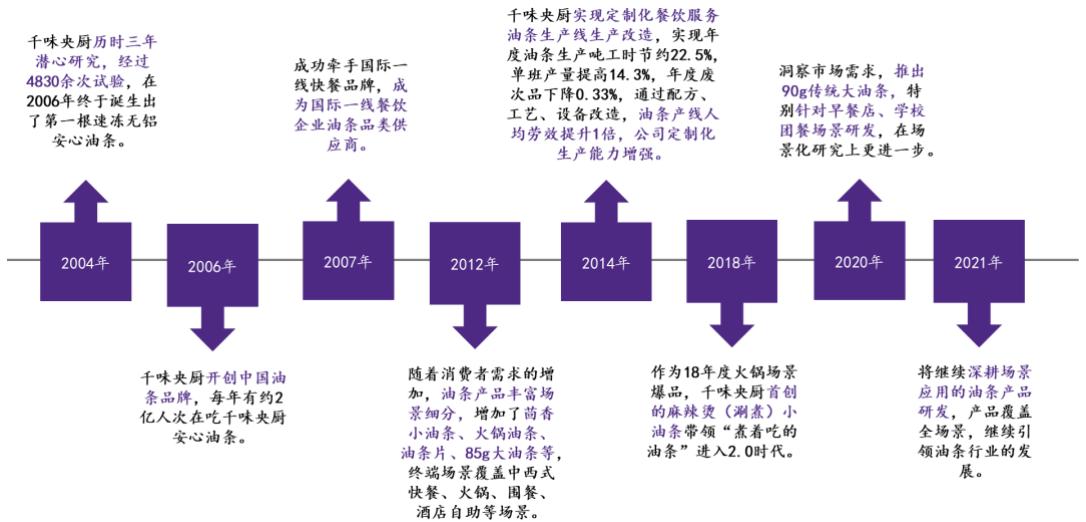 千味央厨历时三年
潜心研究，经过
4830余次试验，在
2006年终于诞生出
了第一根速冻无铝
安心油条。
2004年
千味央厨开创中国油
条品牌，每年有约2
亿人次在吃千味央厨
安心油条。
2006年
成功牵手国际一
线快餐品牌，成
为国际一线餐饮
企业油条品类供
应商。
2007年
随着消费者需求的增
加，油条产品丰富场
景细分，增加了茴香
小油条、火锅油条、
油条片、85g大油条等，
终端场景覆盖中西式
快餐、火锅、围餐、
酒店自助等场景。
2012年
千味央厨实现定制化餐饮服务
油条生产线生产改造，实现年
度油条生产吨工时节约22.5%，
单班产量提高14.3%，年度废
次品下降0.33%，通过配方、
工艺、设备改造，油条产线人
均劳效提升1倍，公司定制化
生产能力增强。
2014年
作为18年度火锅场景
爆品，千味央厨首创
的麻辣烫（涮煮）小
油条带领“煮着吃的
油条”进入2.0时代。
2018年
洞察市场需求，推出
90g传统大油条，特
别针对早餐店、学校
团餐场景研发，在场
景化研究上更进一步。
2020年
将继续深耕场景
应用的油条产品
研发，产品覆盖
全场景，继续引
领油条行业的发
展。
2021年